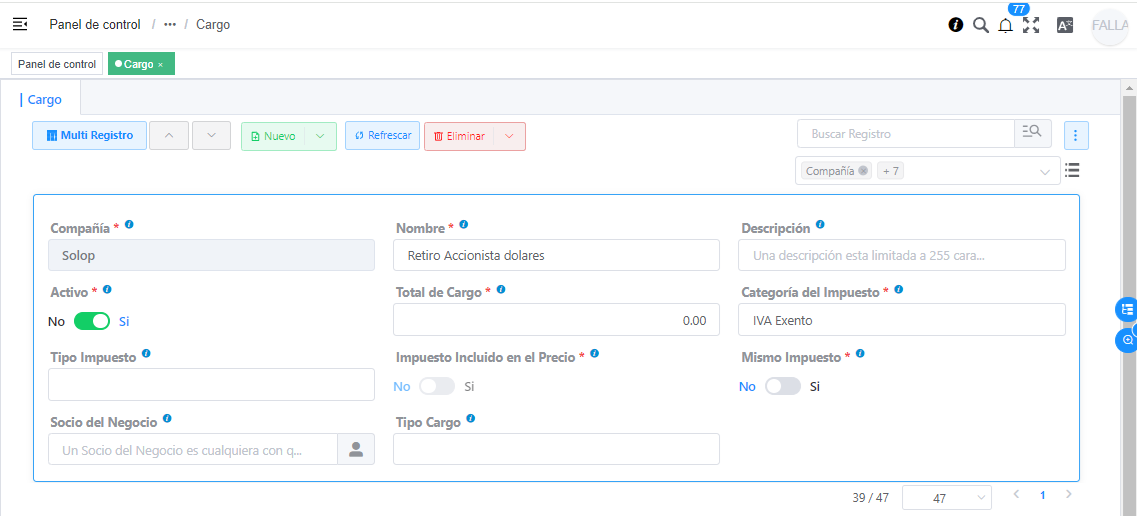 Panel de control / ••• / Cargo
77
FALLA
Panel de control
Cargo ×
Cargo
Multi Registro
Nuevo
Refrescar
Eliminar
Buscar Registro
Compañía
+ 7
Compañía *
Nombre *
Descripción
Solop
Retiro Accionista dolares
Una descripción esta limitada a 255 cara...
Activo *
Total de Cargo *
Categoría del Impuesto *
No Si
0.00
IVA Exento
Tipo Impuesto
Impuesto Incluido en el Precio *
Mismo Impuesto *
No Si
No Si
Socio del Negocio
Tipo Cargo
Un Socio del Negocio es cualquiera con q...
39 / 47
47
1